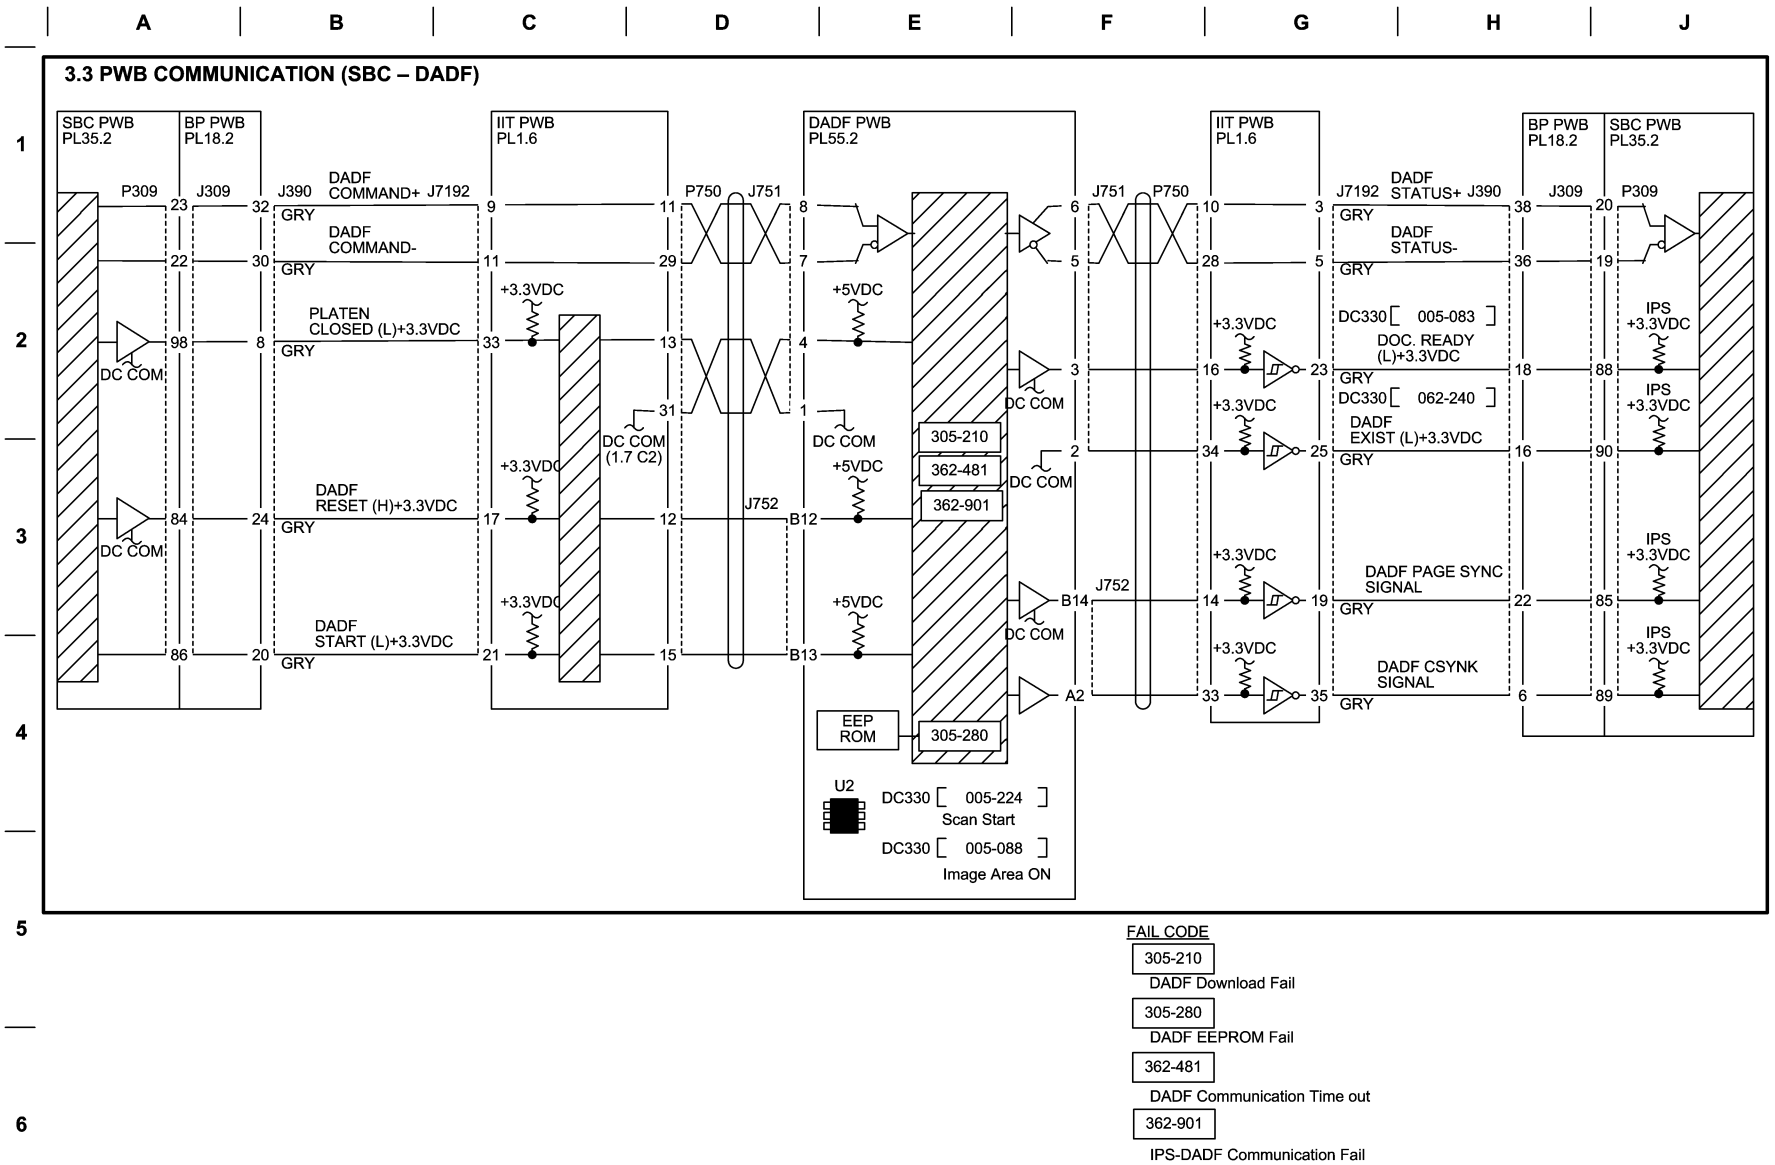 A B C D E F G H J
3.3 PWB COMMUNICATION (SBC – DADF)
1
SBC PWB
PL35.2
BP PWB
PL18.2
IIT PWB
PL1.6
DADF PWB
PL55.2
IIT PWB
PL1.6
BP PWB
PL18.2
SBC PWB
PL35.2
P309 J309 J390
DADF
COMMAND+ J7192
P750 J751
J751 P750
J7192
DADF
STATUS+ J390
J309 P309
23 32 GRY 9 11 8 6 10 3 GRY 38 20
DADF
COMMAND-
DADF
STATUS-
22 30 GRY 11 29 7 5 28 5 GRY 36 19
2
+3.3VDC
+5VDC
PLATEN
CLOSED (L)+3.3VDC
98 8 GRY 33 13 4
DC COM
+3.3VDC
DC330 [ 005-083 ]
DOC. READY
(L)+3.3VDC
IPS
+3.3VDC
3 16 23 GRY 18 88
DC COM
31 1
DC COM
(1.7 C2)
DC COM
+3.3VDC
DC330 [ 062-240 ]
DADF
EXIST (L)+3.3VDC
IPS
+3.3VDC
2 34 25 GRY 16 90
DC COM
305-210
362-481
362-901
3
+3.3VDC
+5VDC
DADF
RESET (H)+3.3VDC
J752
84 24 GRY 17 12 B12
DC COM
+3.3VDC
IPS
+3.3VDC
J752
DADF PAGE SYNC
SIGNAL
B14 14 19 GRY 22 85
DC COM
+3.3VDC
+5VDC
DADF
START (L)+3.3VDC
86 20 GRY 21 15 B13
+3.3VDC
IPS
+3.3VDC
DADF CSYNK
SIGNAL
A2 33 35 GRY 6 89
4
EEP
ROM
305-280
U2
DC330 [ 005-224 ]
Scan Start
DC330 [ 005-088 ]
Image Area ON
5
FAIL CODE
305-210
DADF Download Fail
305-280
DADF EEPROM Fail
362-481
DADF Communication Time out
6
362-901
IPS-DADF Communication Fail